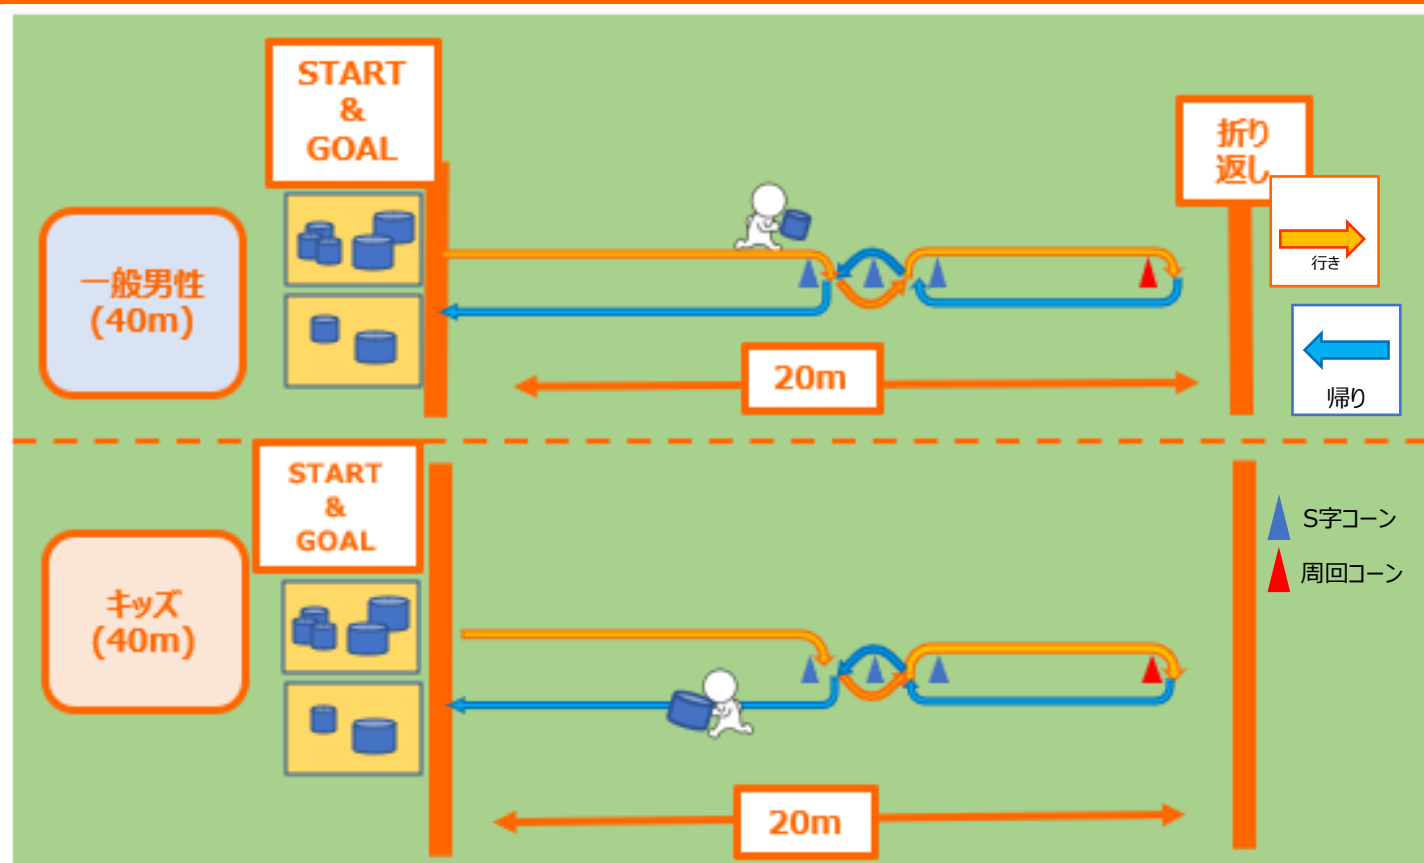 START
&
GOAL
折り
返し
行き
帰り
一般男性
(40m)
20m
START
&
GOAL
S字コーン
周回コーン
キッズ
(40m)
20m